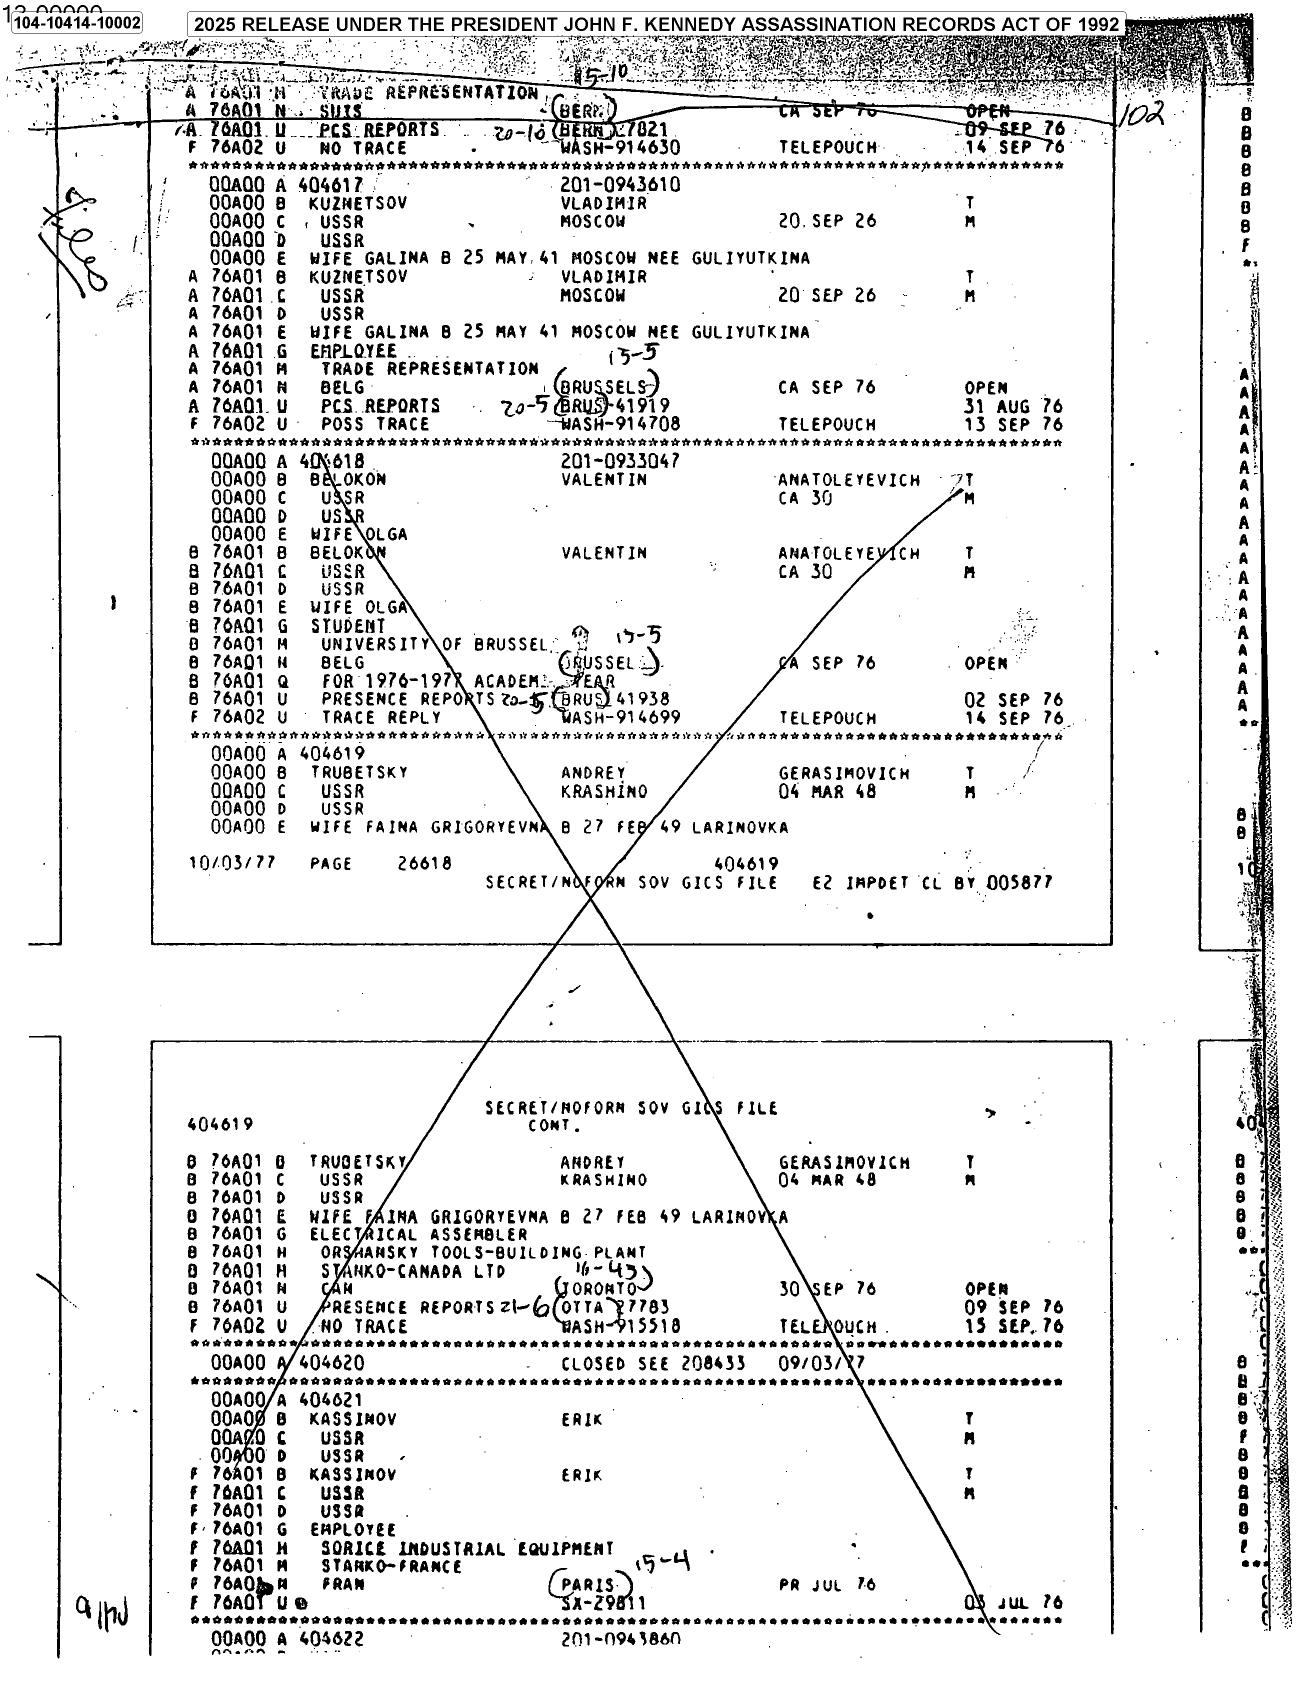 104-10414-10002
2025 RELEASE UNDER THE PRESIDENT JOHN F. KENNEDY ASSASSINATION RECORDS ACT OF 1992
15-10
A 76A01 M TRADE REPRESENTATION
A 76A01 N SUIS (BERN) CA SEP 76 OPEN
102
A 76A01 U PCS REPORTS 20-10 (BERN) 27821 09 SEP 76
F 76A02 U NO TRACE WASH-914630 TELEPOUCH 14 SEP 76
00A00 A 404617 201-0943610
00A00 B KUZNETSOV VLADIMIR T
00A00 C USSR MOSCOW 20 SEP 26 M
00A00 D USSR
00A00 E WIFE GALINA B 25 MAY 41 MOSCOW NEE GULIYUTKINA
A 76A01 B KUZNETSOV VLADIMIR T
A 76A01 C USSR MOSCOW 20 SEP 26 M
A 76A01 D USSR
A 76A01 E WIFE GALINA B 25 MAY 41 MOSCOW NEE GULIYUTKINA
A 76A01 G EMPLOYEE 15-5
A 76A01 M TRADE REPRESENTATION
A 76A01 N BELG (BRUSSELS) CA SEP 76 OPEN
A 76A01 U PCS REPORTS 20-5 (BRUS)-41919 31 AUG 76
F 76A02 U POSS TRACE WASH-914708 TELEPOUCH 13 SEP 76
00A00 A 404618 201-0933047
00A00 B BELOKON VALENTIN ANATOLEYEVICH T
00A00 C USSR CA 30 M
00A00 D USSR
00A00 E WIFE OLGA
B 76A01 B BELOKON VALENTIN ANATOLEYEVICH T
B 76A01 C USSR CA 30 M
B 76A01 D USSR
B 76A01 E WIFE OLGA
B 76A01 G STUDENT
B 76A01 M UNIVERSITY OF BRUSSEL 15-5
B 76A01 N BELG (BRUSSELS) CA SEP 76 OPEN
B 76A01 Q FOR 1976-1977 ACADEMIC YEAR
B 76A01 U PRESENCE REPORTS 20-5 (BRUS) 41938 02 SEP 76
F 76A02 U TRACE REPLY WASH-914699 TELEPOUCH 14 SEP 76
00A00 A 404619
00A00 B TRUBETSKY ANDREY GERASIMOVICH T
00A00 C USSR KRASHINO 04 MAR 48 M
00A00 D USSR
00A00 E WIFE FAINA GRIGORYEVNA B 27 FEB 49 LARINOVKA
10/03/77 PAGE 26618 404619
SECRET/NOFORN SOV GICS FILE E2 IMPDET CL BY 005877
SECRET/NOFORN SOV GICS FILE
404619 CONT.
B 76A01 B TRUBETSKY ANDREY GERASIMOVICH T
B 76A01 C USSR KRASHINO 04 MAR 48 M
B 76A01 D USSR
B 76A01 E WIFE FAINA GRIGORYEVNA B 27 FEB 49 LARINOVKA
B 76A01 G ELECTRICAL ASSEMBLER
B 76A01 H ORSHANSKY TOOLS-BUILDING PLANT
B 76A01 M STANKO-CANADA LTD 16-43
B 76A01 N CAN (TORONTO) 30 SEP 76 OPEN
B 76A01 U PRESENCE REPORTS 21-6 (OTTA) 27783 09 SEP 76
F 76A02 U NO TRACE WASH-915518 TELEPOUCH 15 SEP 76
00A00 A 404620 CLOSED SEE 208433 09/03/77
00A00 A 404621
00A00 B KASSINOV ERIK T
00A00 C USSR M
00A00 D USSR
F 76A01 B KASSINOV ERIK T
F 76A01 C USSR M
F 76A01 D USSR
F 76A01 G EMPLOYEE
F 76A01 H SORICE INDUSTRIAL EQUIPMENT
F 76A01 M STANKO-FRANCE 15-4
F 76A01 N FRAN (PARIS) PR JUL 76
F 76A01 U SX-29811 03 JUL 76
00A00 A 404622 201-0943860